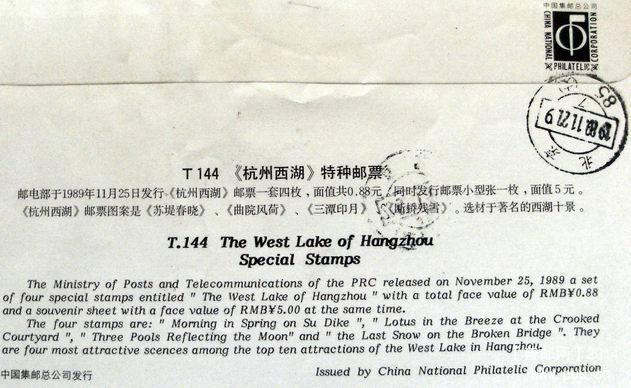 中国集邮总公司
CHINA NATIONAL
PHILATELIC
CORPORATION
北京
T144 《杭州西湖》特种邮票
邮电部于1989年11月25日发行《杭州西湖》邮票一套四枚，面值共0.88元，同时发行邮票小型张一枚，面值5元。
《杭州西湖》邮票图案是《苏堤春晓》、《曲院风荷》、《三潭印月》、《断桥残雪》。选材于著名的西湖十景。
T.144 The West Lake of Hangzhou
Special Stamps
The Ministry of Posts and Telecommunications of the PRC released on November 25, 1989 a set
of four special stamps entitled " The West Lake of Hangzhou " with a total face value of RMB¥0.88
and a souvenir sheet with a face value of RMB¥5.00 at the same time.
The four stamps are: " Morning in Spring on Su Dike ", " Lotus in the Breeze at the Crooked
Courtyard ", " Three Pools Reflecting the Moon" and " the Last Snow on the Broken Bridge ". They
are four most attractive scences among the top ten attractions of the West Lake in Hangzhou.
中国集邮总公司发行
Issued by China National Philatelic Corporation